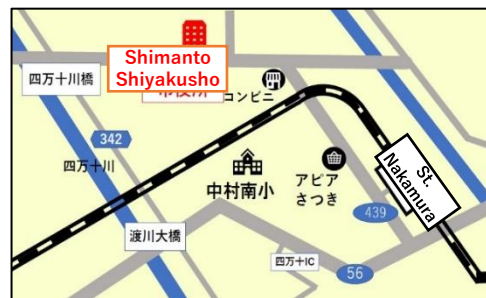 Shimanto
Shiyakusho
四万十川橋
コンビニ
342
四万十川
中村南小
アピア
さつき
St.
Nakamura
439
渡川大橋
四万十IC
56